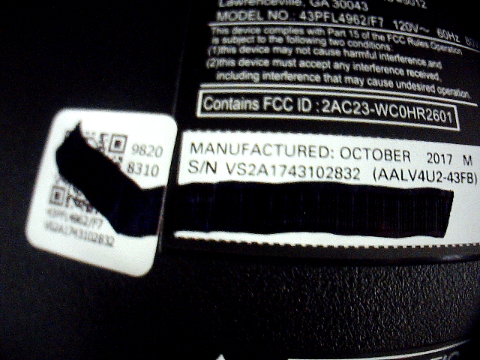 Lawrenceville, GA 30043
MODEL NO.: 43PFL4962/F7 120V~ 60Hz
This device complies with Part 15 of the FCC Rules Operation
is subject to the following two conditions:
(1)this device may not cause harmful interference,and
(2)this device must accept any interference received,
including interference that may cause undesired operation.
Contains FCC ID :2AC23-WC0HR2601
MANUFACTURED: OCTOBER 2017 M
S/N VS2A1743102832 (AALV4U2-43FB)
9820
8310
43PFL4962/F7
VS2A1743102832